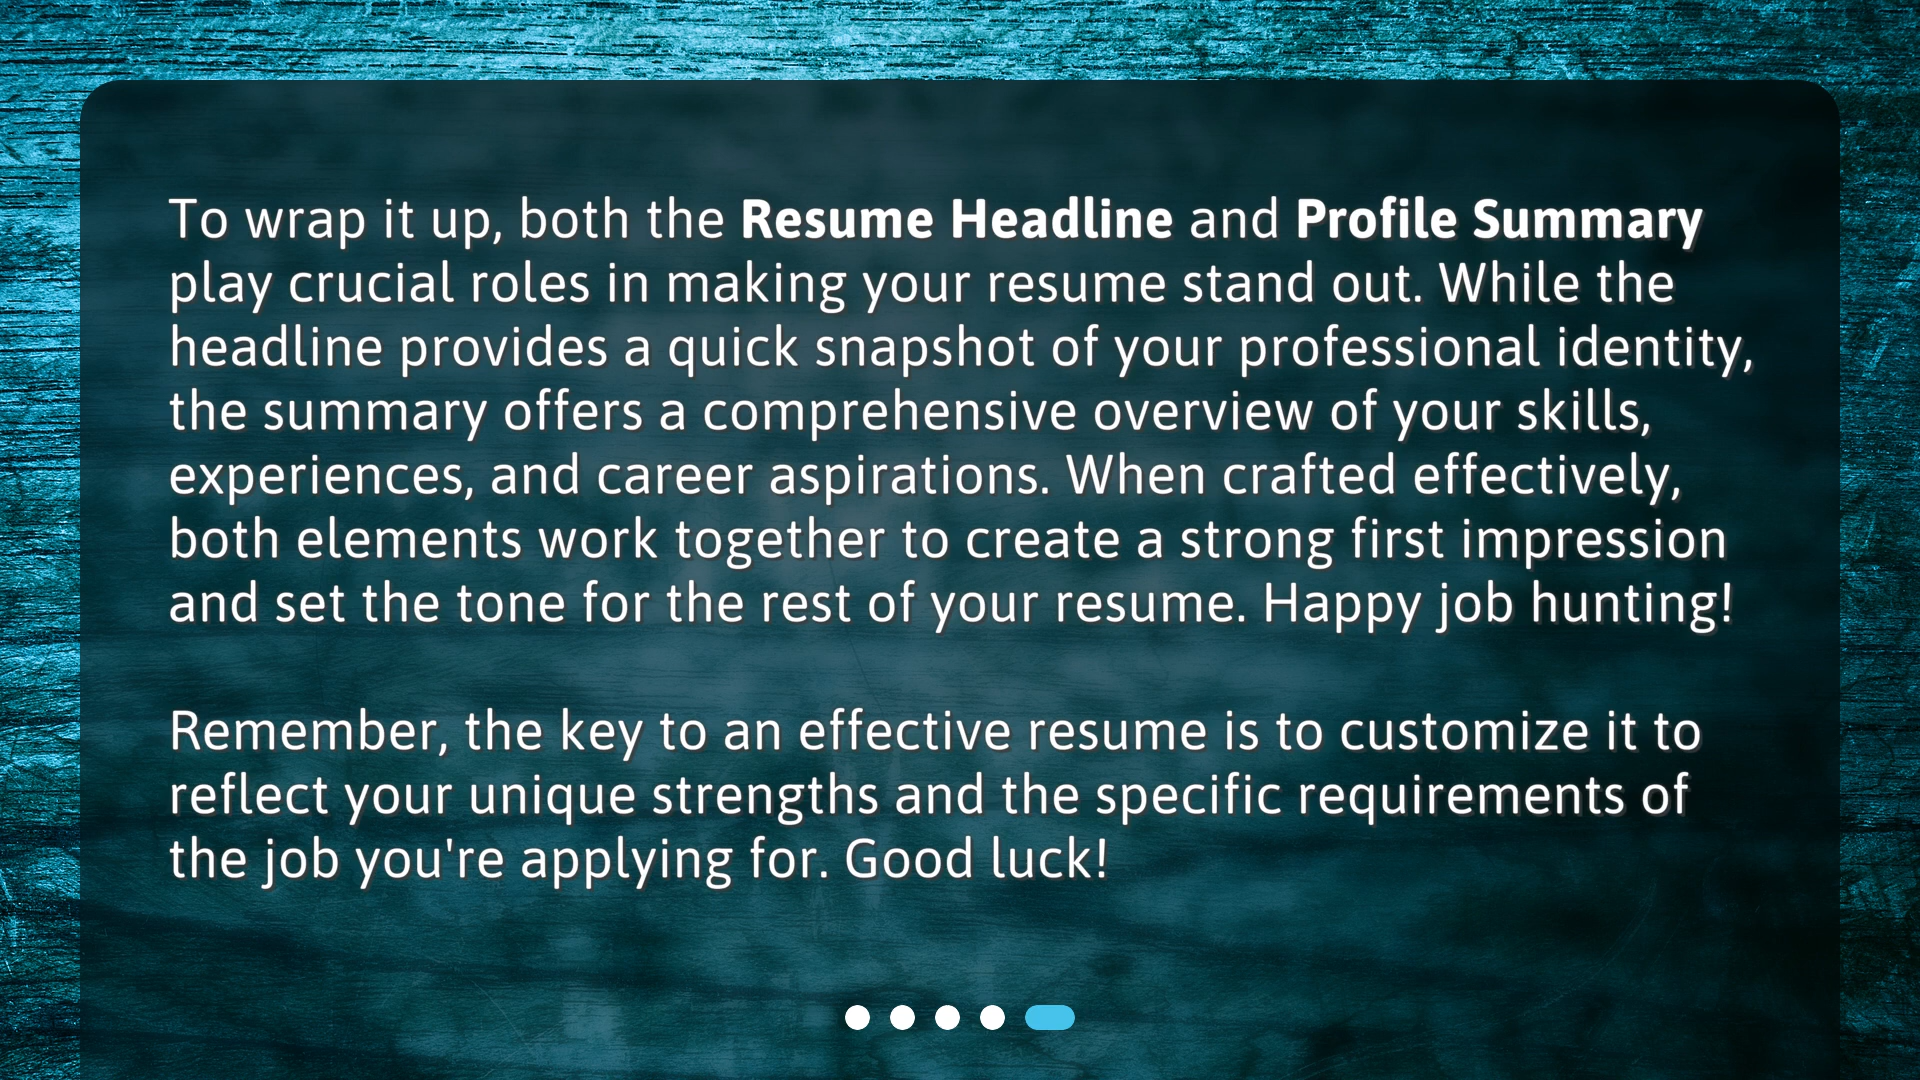 To wrap it up, both the Resume Headline and Profile Summary
play crucial roles in making your resume stand out. While the
headline provides a quick snapshot of your professional identity,
the summary offers a comprehensive overview of your skills,
experiences, and career aspirations. When crafted effectively,
both elements work together to create a strong first impression
and set the tone for the rest of your resume. Happy job hunting!
Remember, the key to an effective resume is to customize it to
reflect your unique strengths and the specific requirements of
the job you're applying for. Good luck!